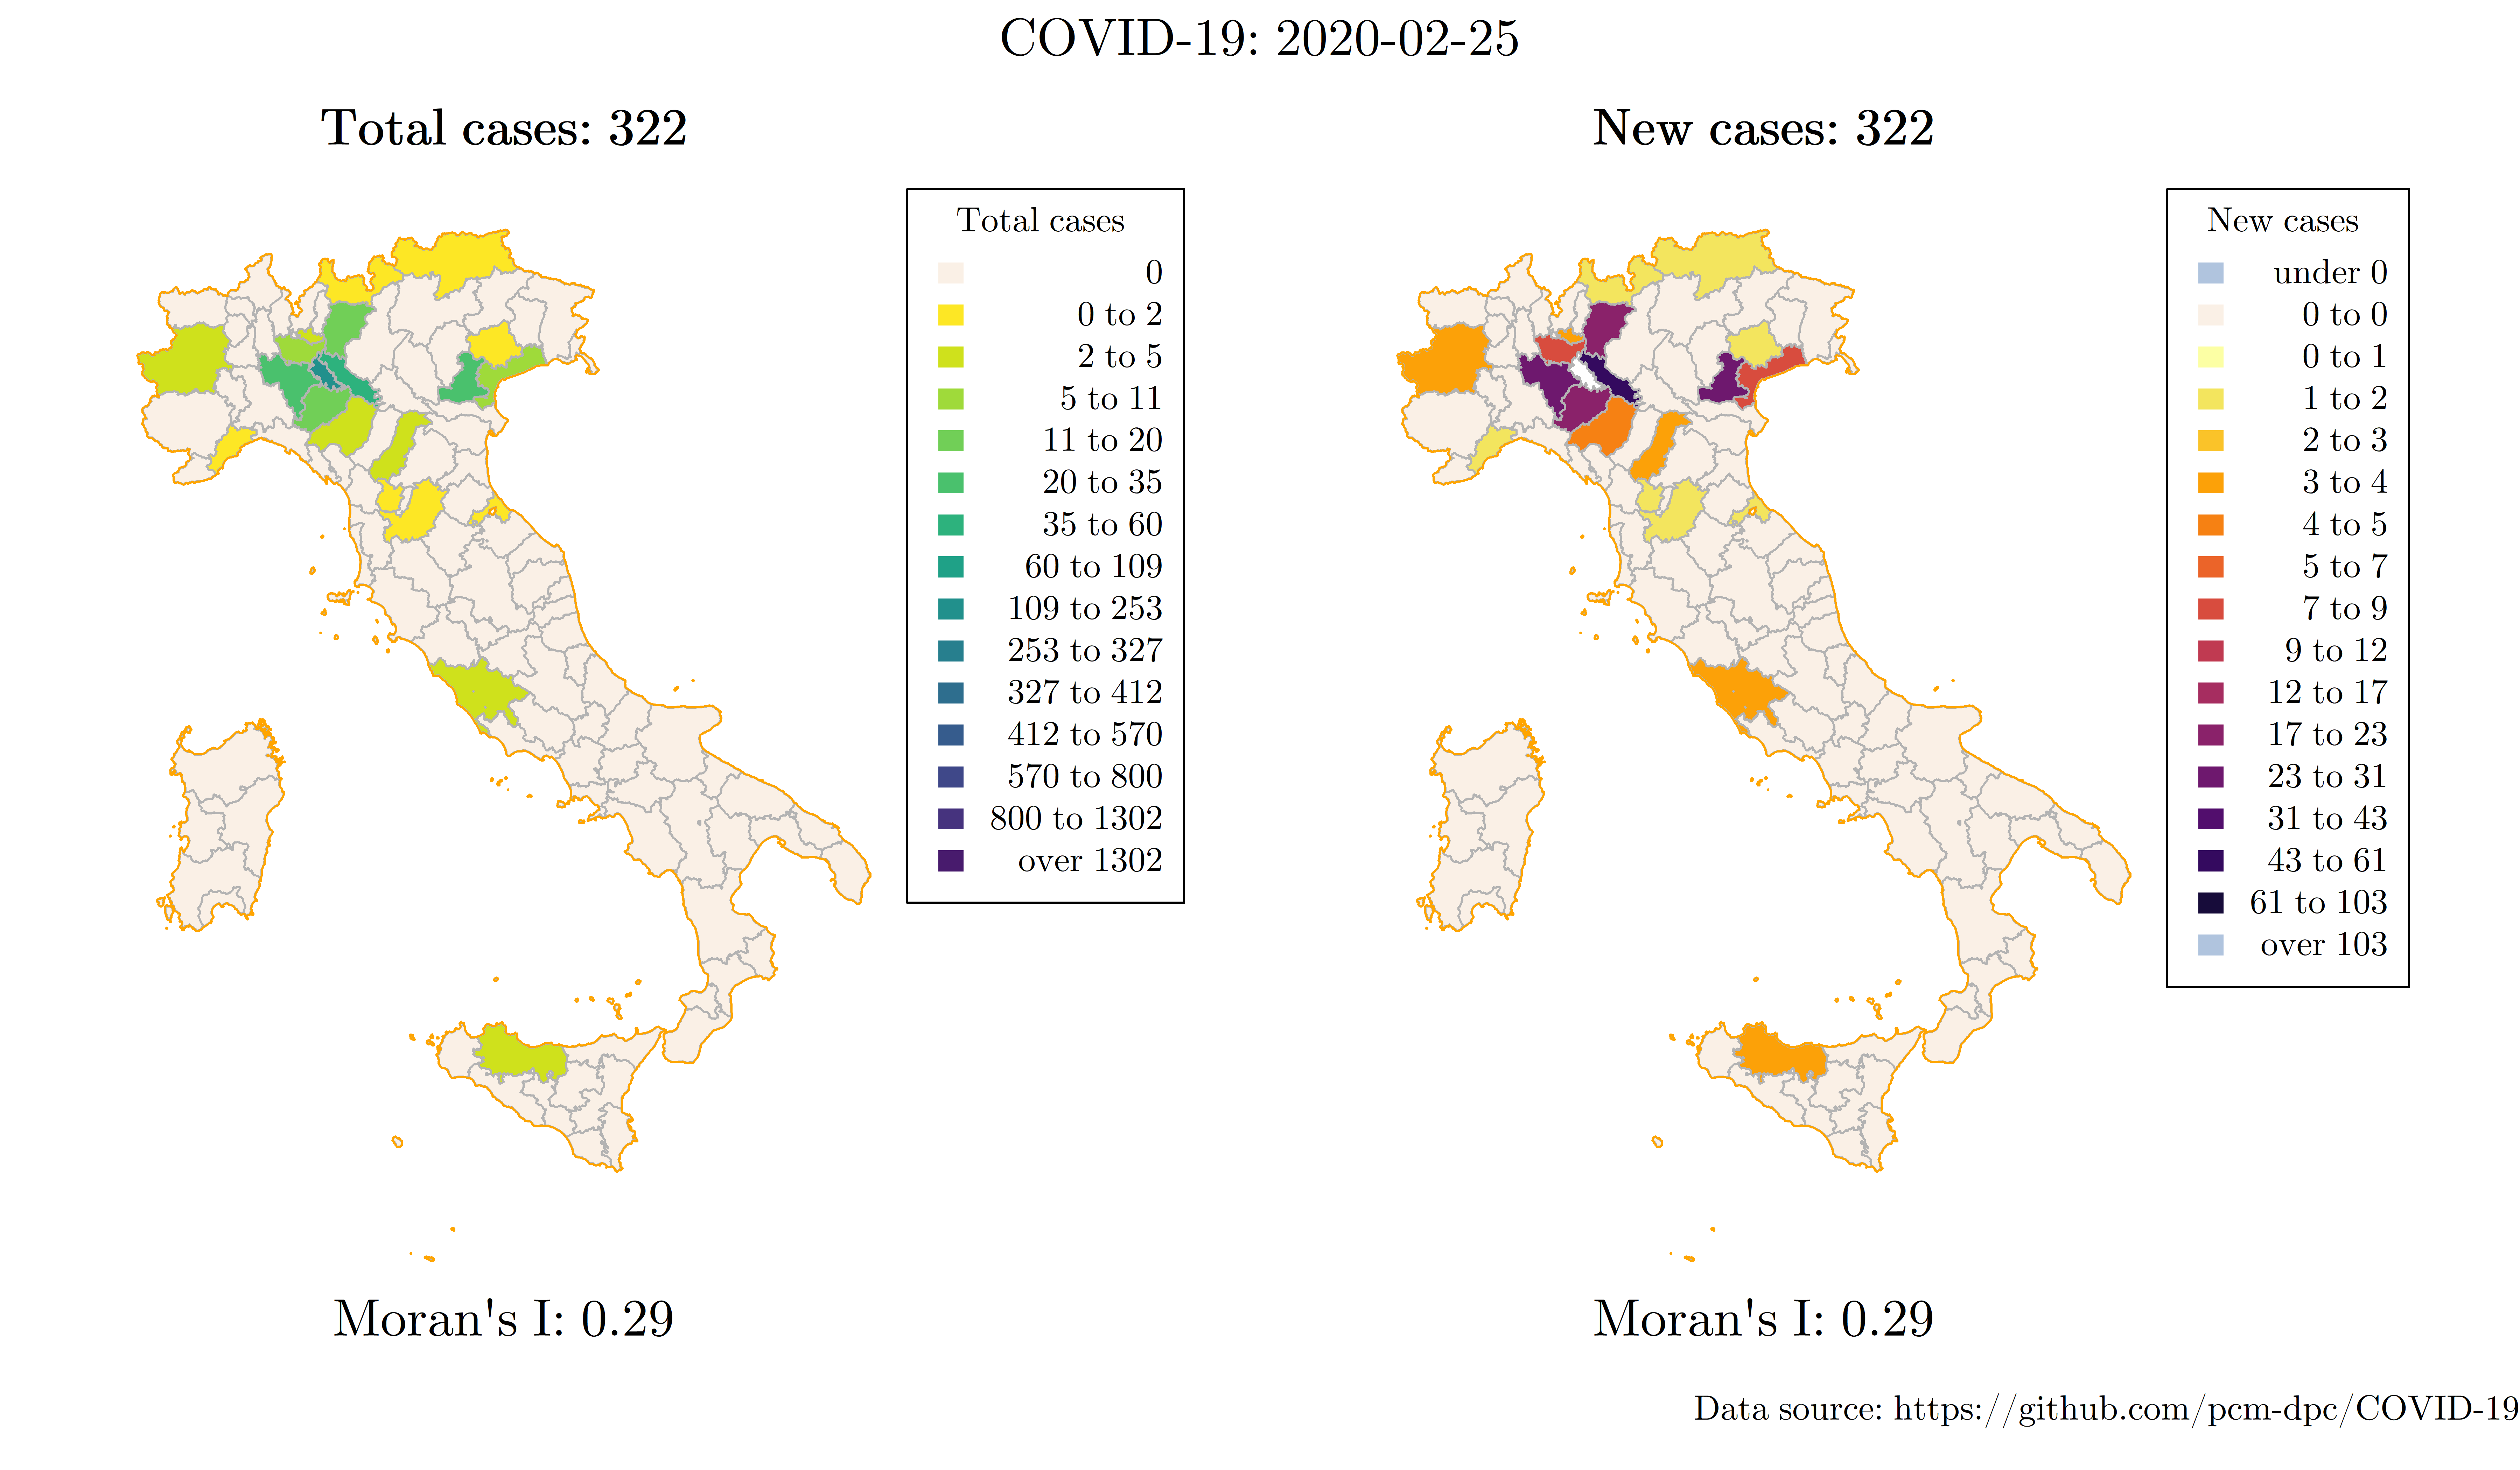 COVID-19: 2020-02-25
Total cases: 322
Total cases
0
0 to 2
2 to 5
5 to 11
11 to 20
20 to 35
35 to 60
60 to 109
109 to 253
253 to 327
327 to 412
412 to 570
570 to 800
800 to 1302
over 1302
Moran's I: 0.29
New cases: 322
New cases
under 0
0 to 0
0 to 1
1 to 2
2 to 3
3 to 4
4 to 5
5 to 7
7 to 9
9 to 12
12 to 17
17 to 23
23 to 31
31 to 43
43 to 61
61 to 103
over 103
Moran's I: 0.29
Data source: https://github.com/pcm-dpc/COVID-19